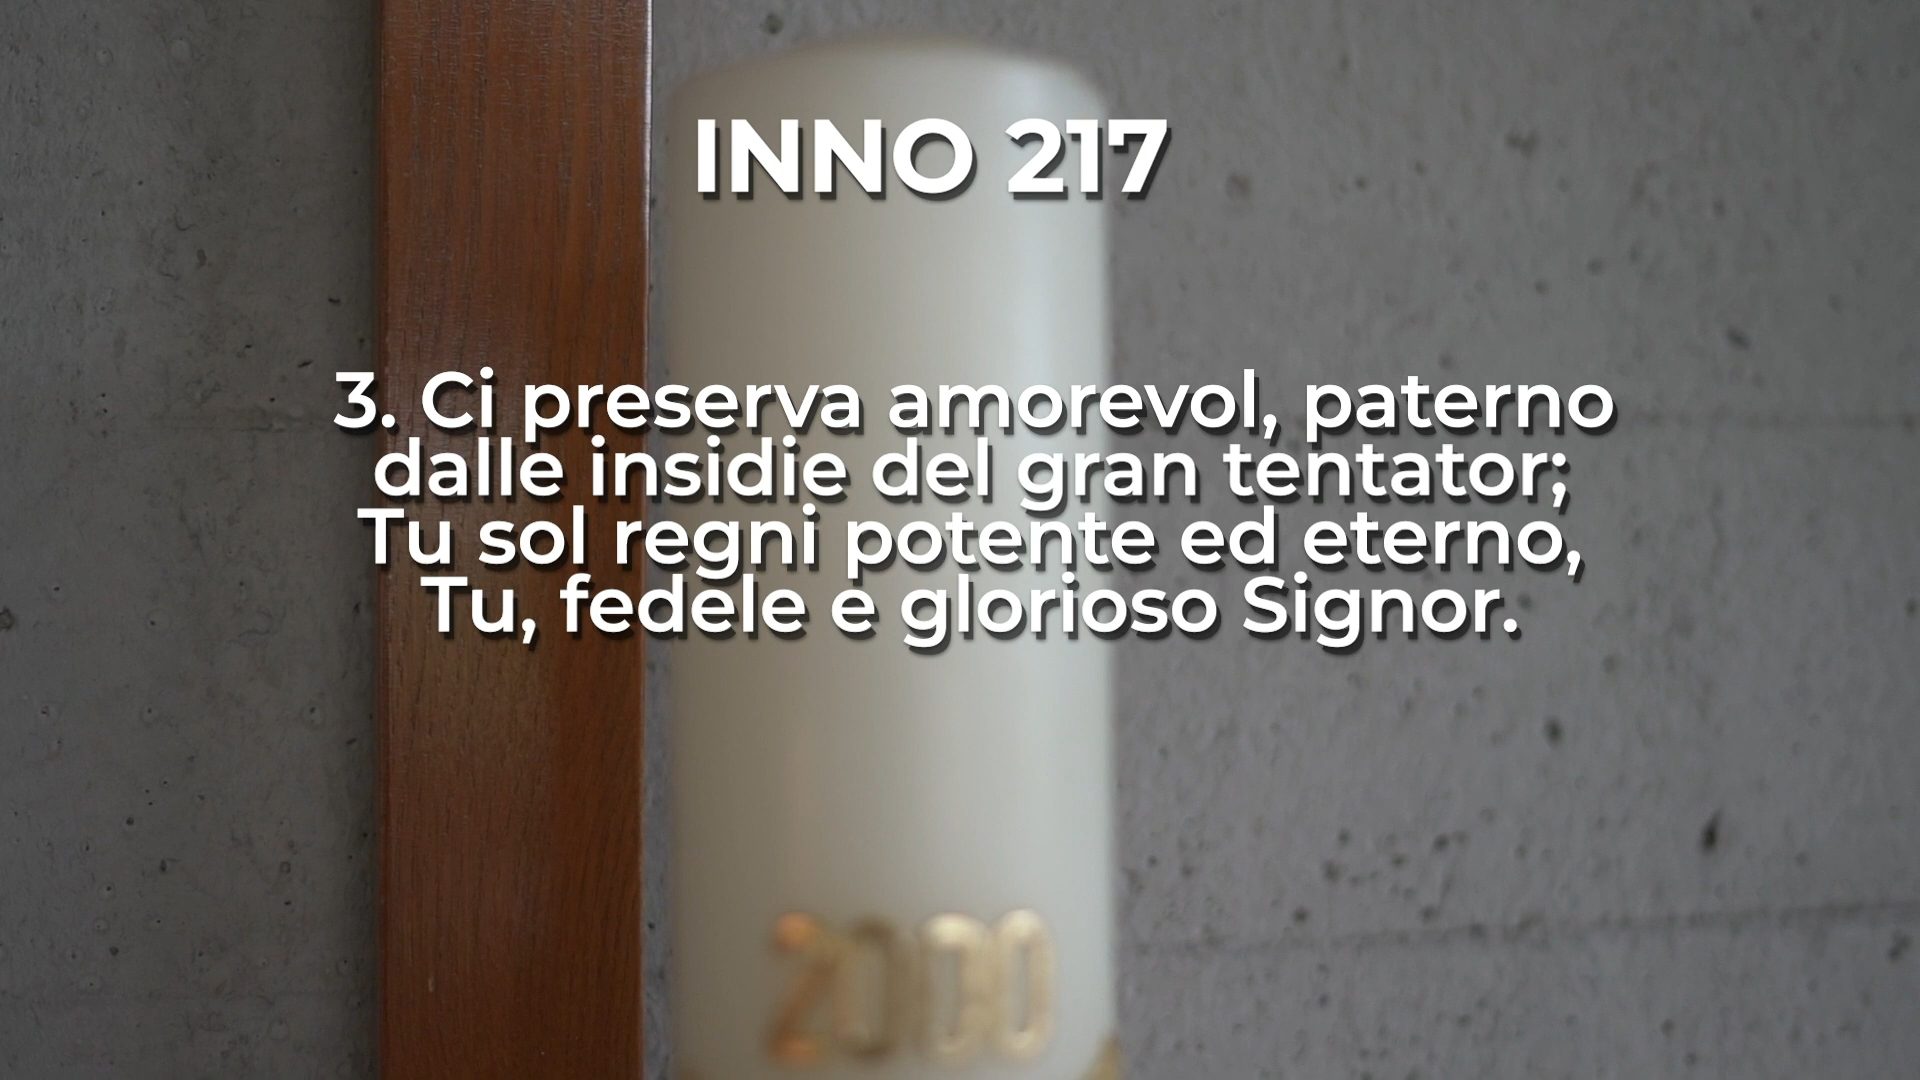 INNO 217
3. Ci preserva amorevol, paterno
dalle insidie del gran tentator;
Tu sol regni potente ed eterno,
Tu, fedele e glorioso Signor.
2000